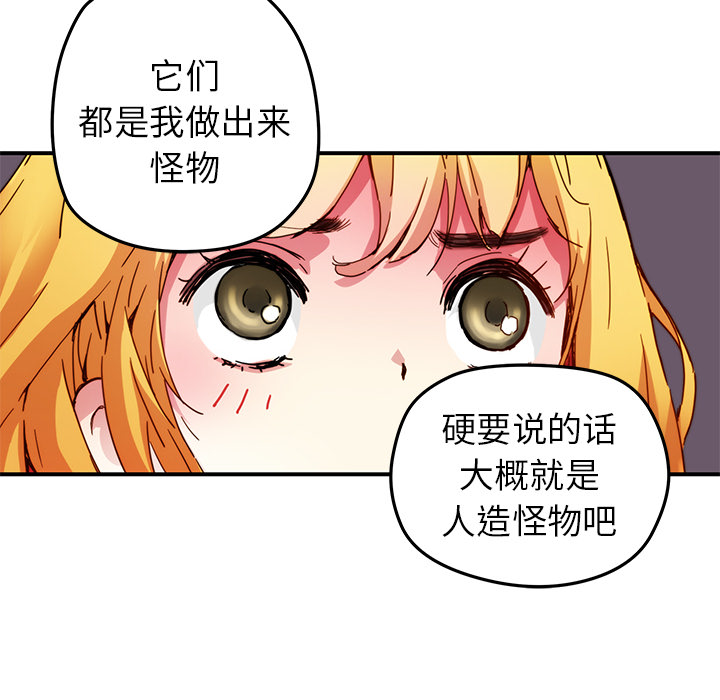 它们
都是我做出来
怪物
硬要说的话
大概就是
人造怪物吧